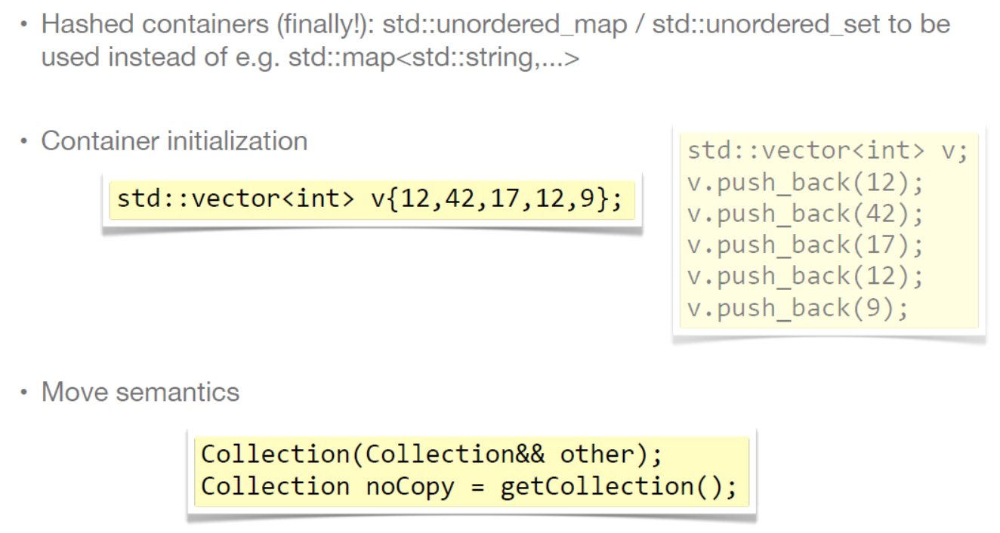 • Hashed containers (finally!): std::unordered_map / std::unordered_set to be
used instead of e.g. std::map<std::string,...>
• Container initialization
std::vector<int> v{12,42,17,12,9};
std::vector<int> v;
v.push_back(12);
v.push_back(42);
v.push_back(17);
v.push_back(12);
v.push_back(9);
• Move semantics
Collection(Collection&& other);
Collection noCopy = getCollection();